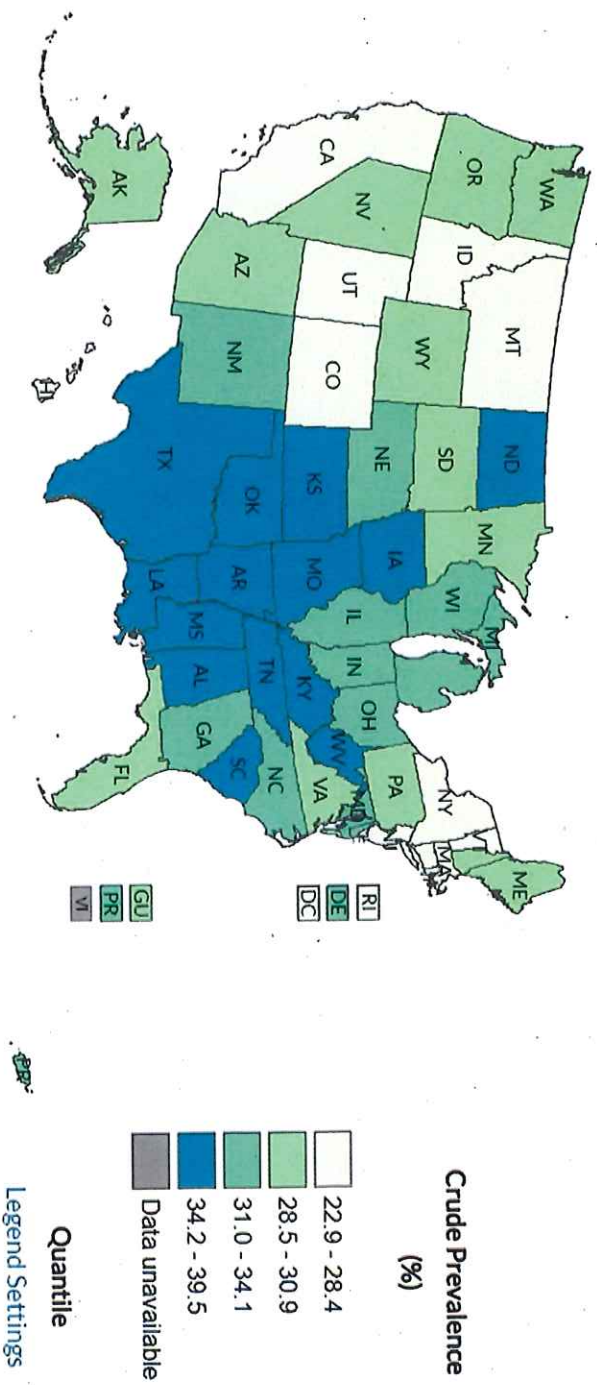 WA
OR
CA
NV
ID
MT
UT
AZ
WY
CO
NM
ND
SD
NE
KS
OK
TX
MN
IA
MO
AR
LA
WI
IL
MI
IN
OH
KY
TN
MS
AL
GA
FL
SC
NC
VA
WV
PA
NY
ME
MA
AK
HI
RI
DE
DC
GU
PR
VI
PR
Crude Prevalence
(%)
22.9 - 28.4
28.5 - 30.9
31.0 - 34.1
34.2 - 39.5
Data unavailable
Quantile
Legend Settings